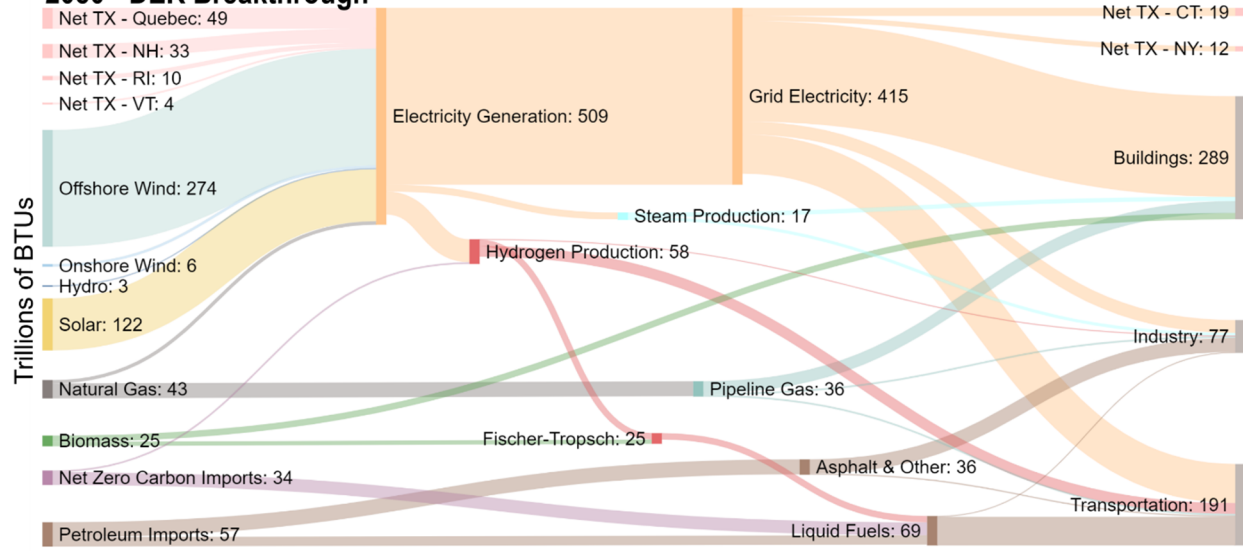 Net TX - Quebec: 49
Net TX - NH: 33
Net TX - RI: 10
Net TX - VT: 4
Offshore Wind: 274
Onshore Wind: 6
Hydro: 3
Solar: 122
Natural Gas: 43
Biomass: 25
Net Zero Carbon Imports: 34
Petroleum Imports: 57
Trillions of BTUs
Electricity Generation: 509
Hydrogen Production: 58
Fischer-Tropsch: 25
Steam Production: 17
Pipeline Gas: 36
Grid Electricity: 415
Asphalt & Other: 36
Liquid Fuels: 69
Net TX - CT: 19
Net TX - NY: 12
Buildings: 289
Industry: 77
Transportation: 191